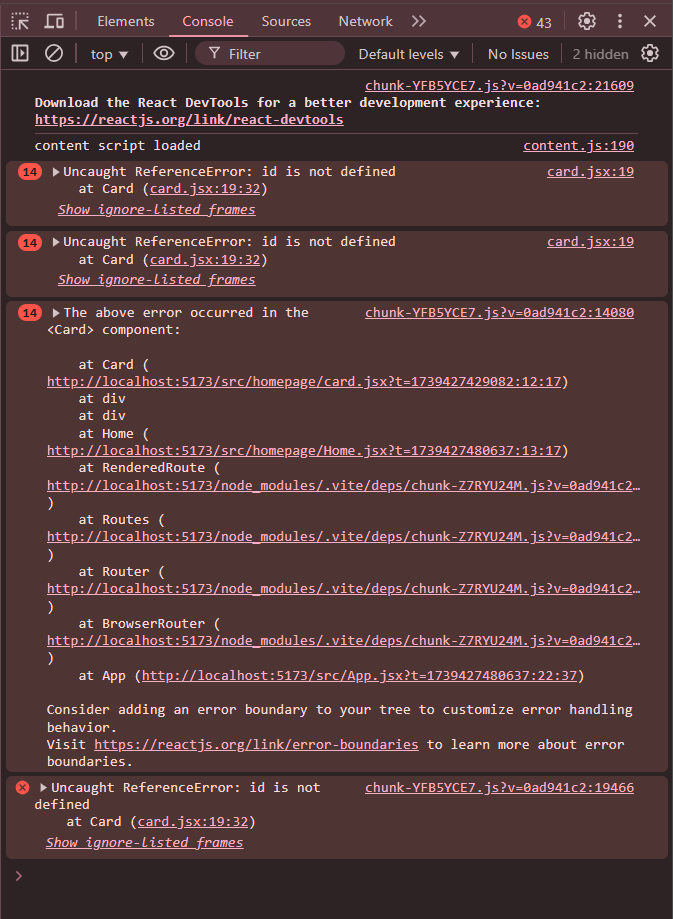 Elements Console Sources Network 43
top Filter Default levels No Issues 2 hidden
chunk-YFB5YCE7.js?v=0ad941c2:21609
Download the React DevTools for a better development experience:
https://reactjs.org/link/react-devtools
content script loaded content.js:190
14 Uncaught ReferenceError: id is not defined card.jsx:19
at Card (card.jsx:19:32)
Show ignore-listed frames
14 Uncaught ReferenceError: id is not defined card.jsx:19
at Card (card.jsx:19:32)
Show ignore-listed frames
14 The above error occurred in the chunk-YFB5YCE7.js?v=0ad941c2:14080
<Card> component:
at Card (
http://localhost:5173/src/homepage/card.jsx?t=1739427429082:12:17)
at div
at div
at Home (
http://localhost:5173/src/homepage/Home.jsx?t=1739427480637:13:17)
at RenderedRoute (
http://localhost:5173/node_modules/.vite/deps/chunk-Z7RYU24M.js?v=0ad941c2…
)
at Routes (
http://localhost:5173/node_modules/.vite/deps/chunk-Z7RYU24M.js?v=0ad941c2…
)
at Router (
http://localhost:5173/node_modules/.vite/deps/chunk-Z7RYU24M.js?v=0ad941c2…
)
at BrowserRouter (
http://localhost:5173/node_modules/.vite/deps/chunk-Z7RYU24M.js?v=0ad941c2…
)
at App (http://localhost:5173/src/App.jsx?t=1739427480637:22:37)
Consider adding an error boundary to your tree to customize error handling
behavior.
Visit https://reactjs.org/link/error-boundaries to learn more about error
boundaries.
Uncaught ReferenceError: id is not chunk-YFB5YCE7.js?v=0ad941c2:19466
defined
at Card (card.jsx:19:32)
Show ignore-listed frames